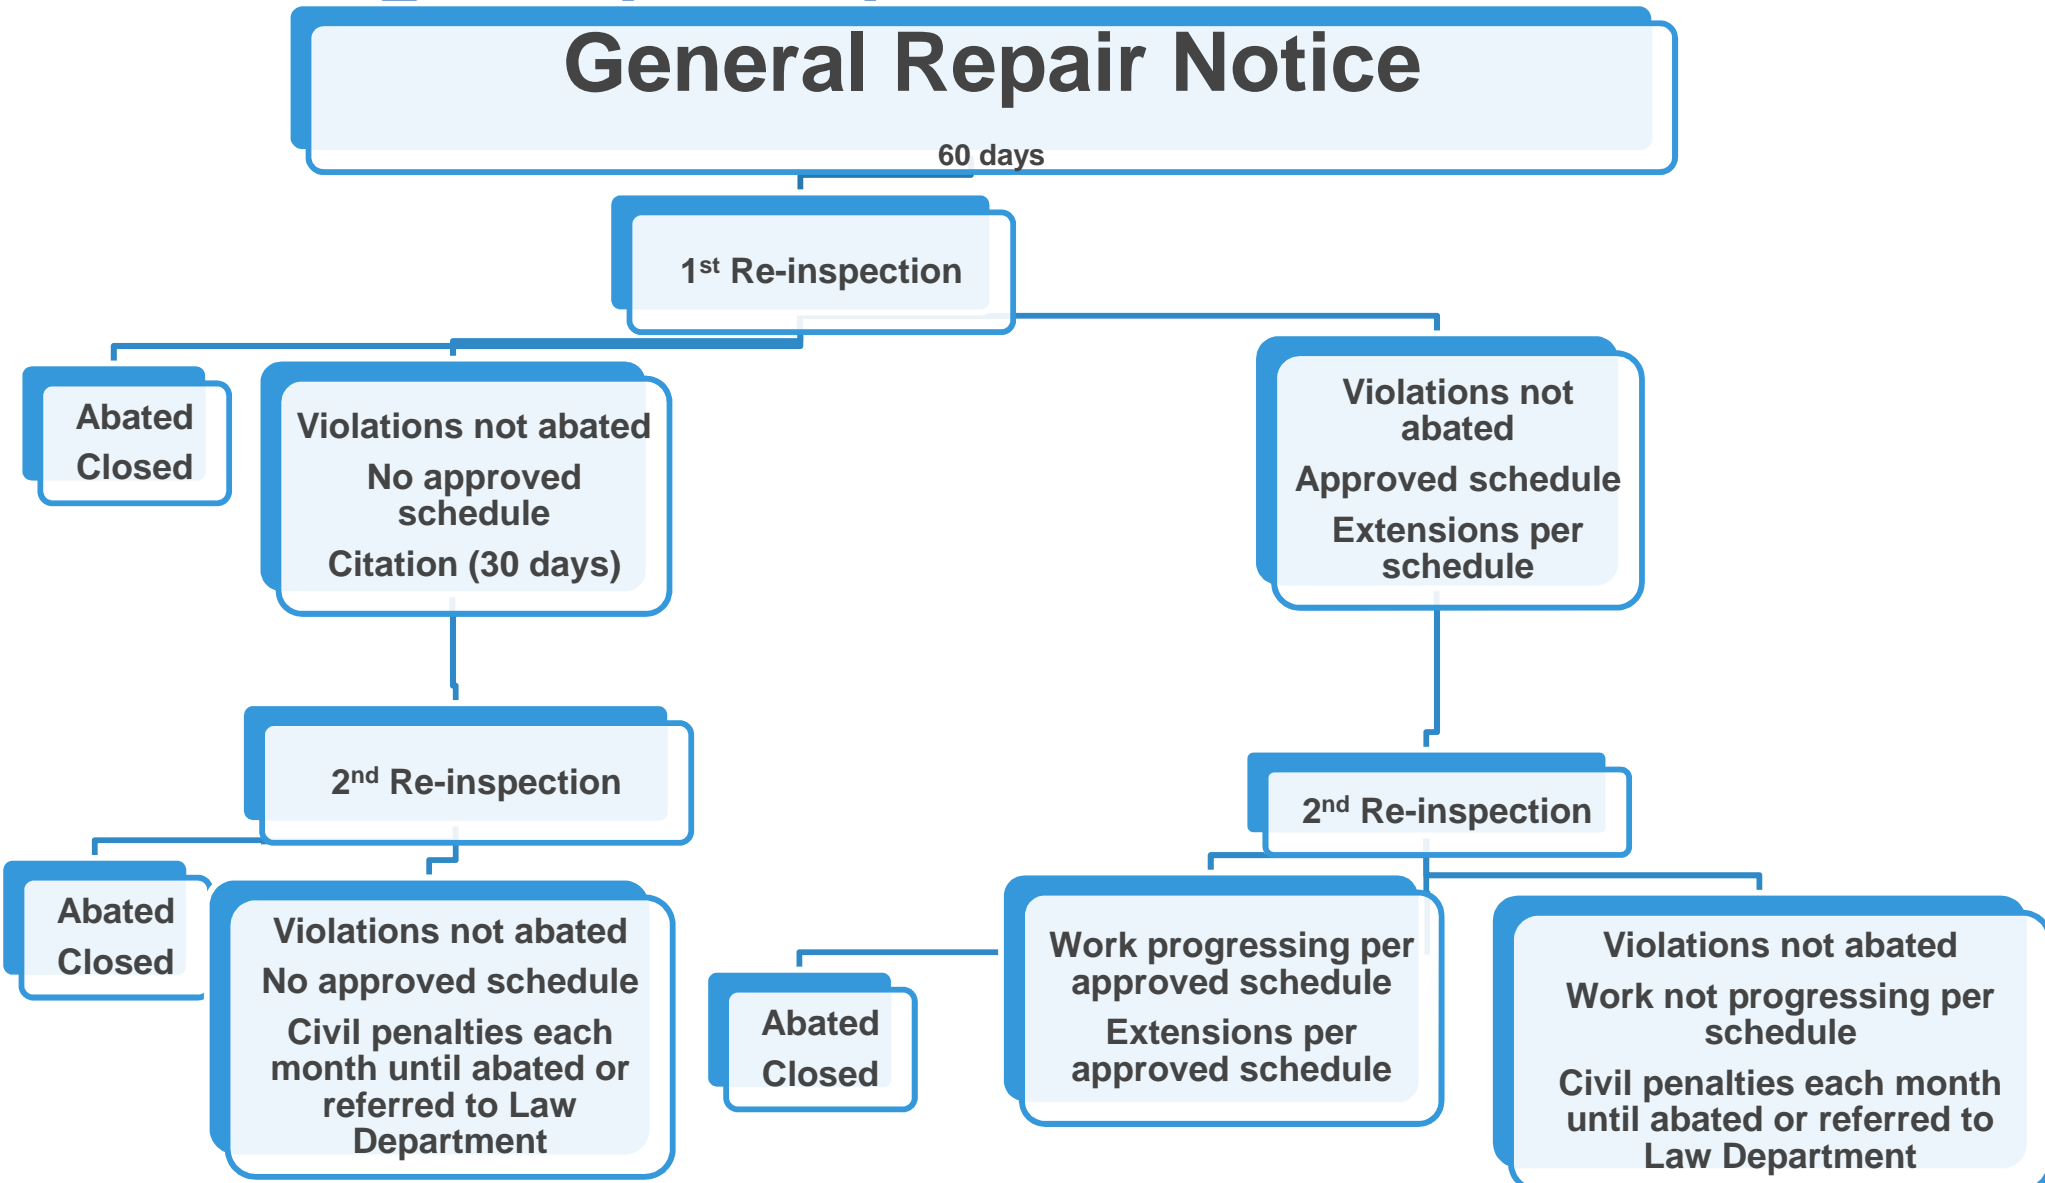 General Repair Notice
60 days
1st Re-inspection
Abated
Closed
Violations not abated
No approved
schedule
Citation (30 days)
Violations not
abated
Approved schedule
Extensions per
schedule
2nd Re-inspection
2nd Re-inspection
Abated
Closed
Violations not abated
No approved schedule
Civil penalties each
month until abated or
referred to Law
Department
Abated
Closed
Work progressing per
approved schedule
Extensions per
approved schedule
Violations not abated
Work not progressing per
schedule
Civil penalties each month
until abated or referred to
Law Department